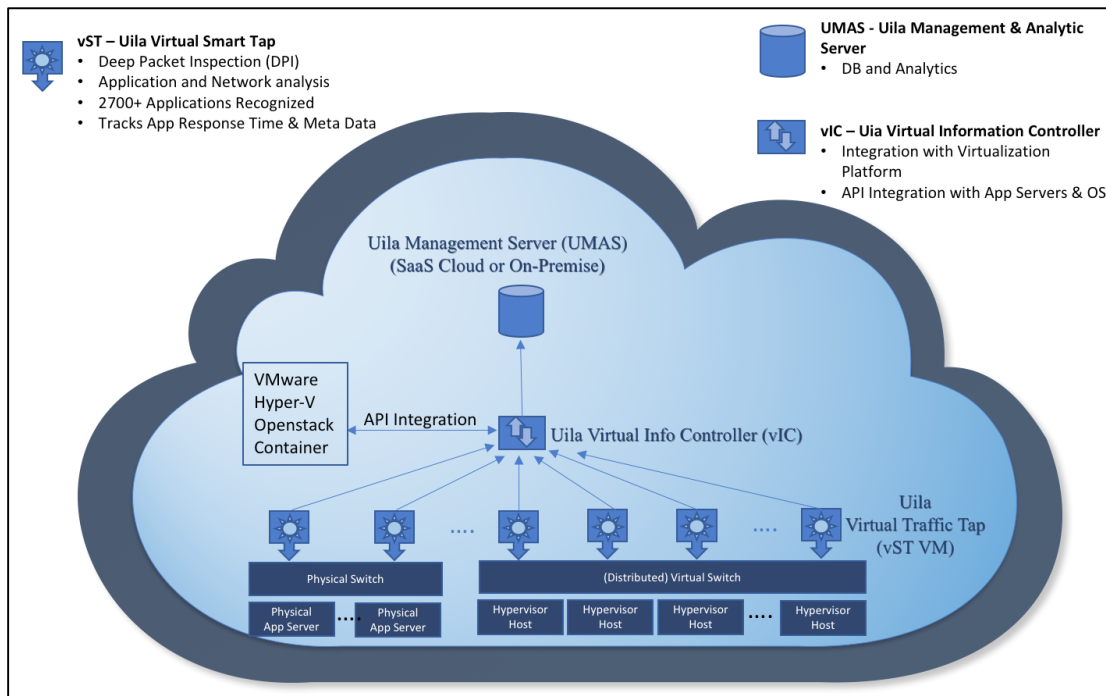 vST – Uila Virtual Smart Tap
• Deep Packet Inspection (DPI)
• Application and Network analysis
• 2700+ Applications Recognized
• Tracks App Response Time & Meta Data
UMAS - Uila Management & Analytic
Server
• DB and Analytics
vIC – Uia Virtual Information Controller
• Integration with Virtualization
Platform
• API Integration with App Servers & OS
Uila Management Server (UMAS)
(SaaS Cloud or On-Premise)
VMware
Hyper-V
Openstack
Container
API Integration
Uila Virtual Info Controller (vIC)
Uila
Virtual Traffic Tap
(vST VM)
....
....
Physical Switch
(Distributed) Virtual Switch
Physical
App Server
....
Physical
App Server
Hypervisor
Host
Hypervisor
Host
Hypervisor
Host
....
Hypervisor
Host